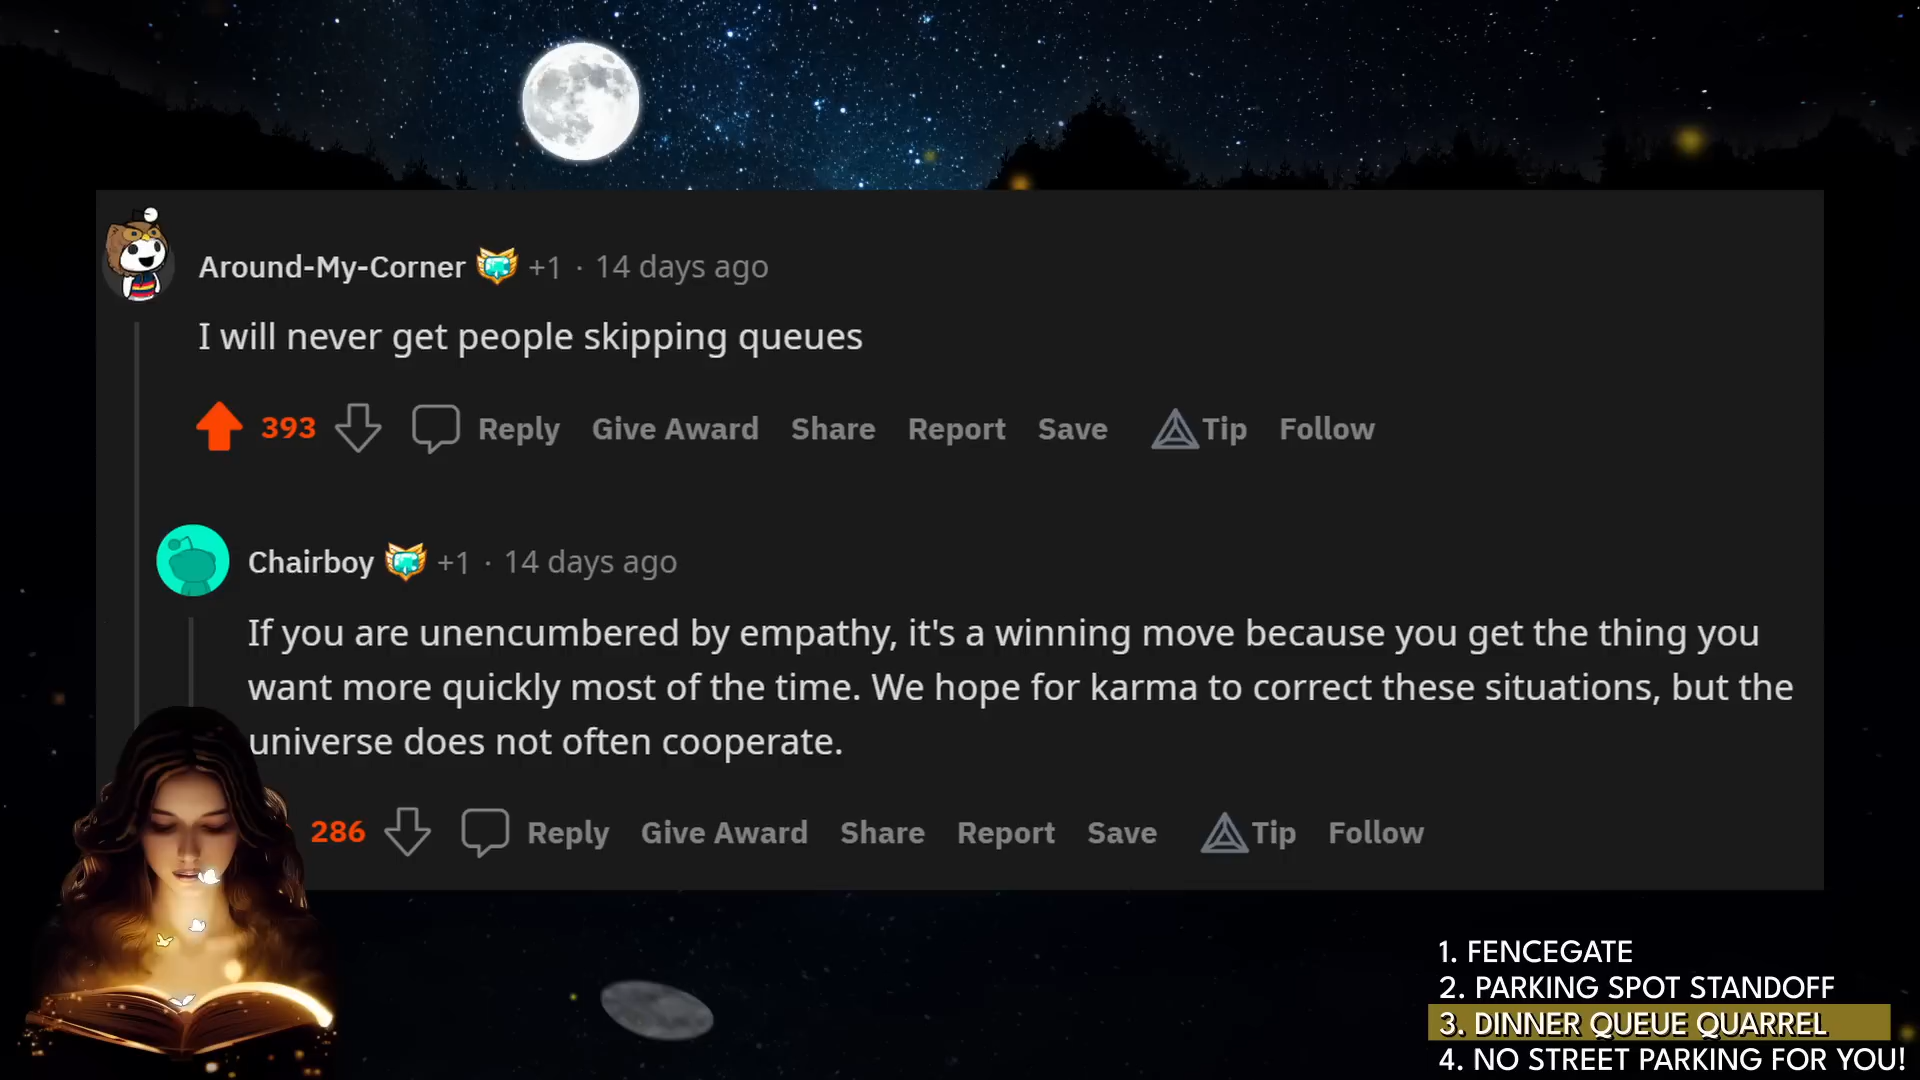 Around-My-Corner +1 · 14 days ago
I will never get people skipping queues
393 Reply Give Award Share Report Save Tip Follow
Chairboy +1 · 14 days ago
If you are unencumbered by empathy, it's a winning move because you get the thing you
want more quickly most of the time. We hope for karma to correct these situations, but the
universe does not often cooperate.
286 Reply Give Award Share Report Save Tip Follow
1. FENCEGATE
2. PARKING SPOT STANDOFF
3. DINNER QUEUE QUARREL
4. NO STREET PARKING FOR YOU!